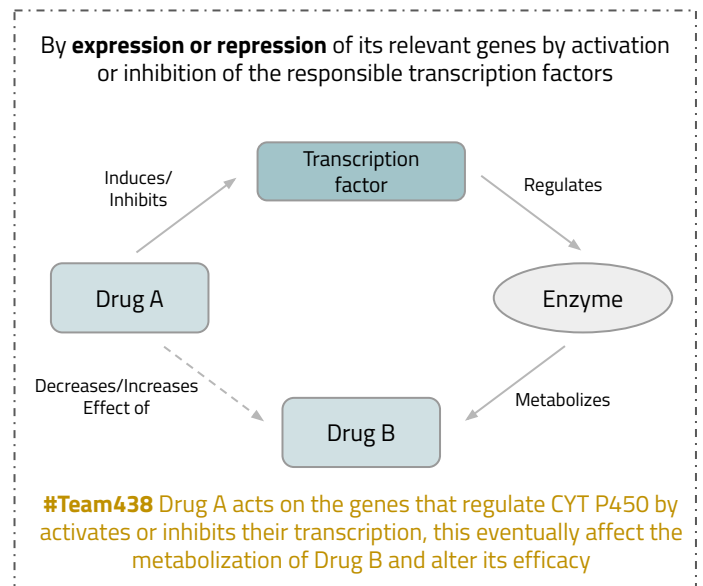 By expression or repression of its relevant genes by activation
or inhibition of the responsible transcription factors
Transcription
factor
Induces/
Inhibits
Regulates
Drug A
Enzyme
Decreases/Increases
Effect of
Metabolizes
Drug B
#Team438 Drug A acts on the genes that regulate CYT P450 by
activates or inhibits their transcription, this eventually affect the
metabolization of Drug B and alter its efficacy